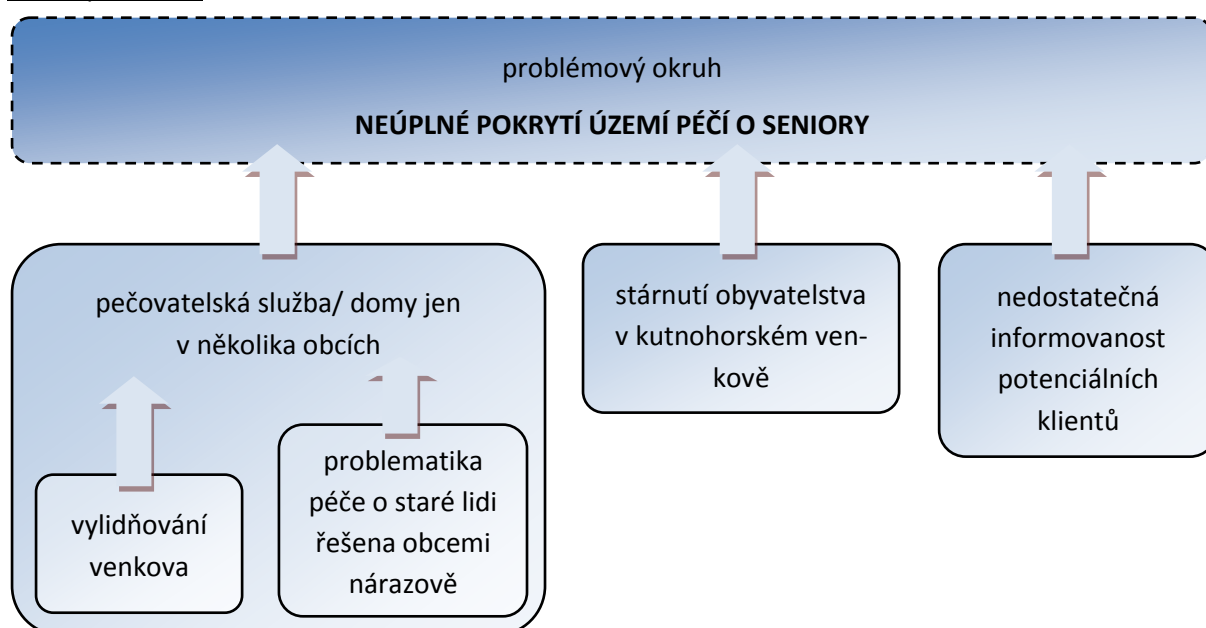 problémový okruh
NEÚPLNÉ POKRYTÍ ÚZEMÍ PÉČÍ O SENIORY
pečovatelská služba/ domy jen
v několika obcích
vylidňování
venkova
problematika
péče o staré lidi
řešena obcemi
nárazově
stárnutí obyvatelstva
v kutnohorském ven-
kově
nedostatečná
informovanost
potenciálních
klientů